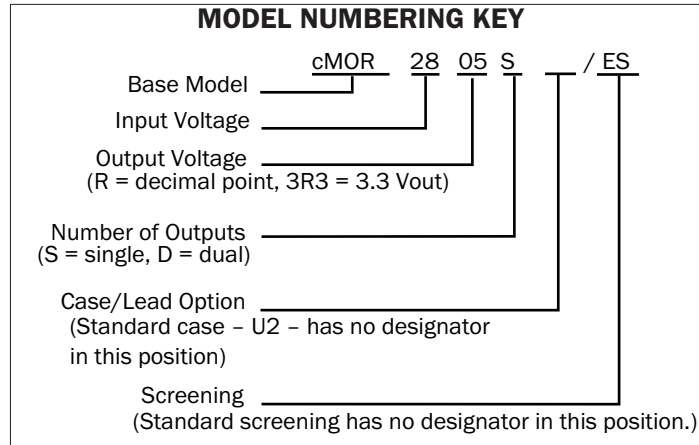 MODEL NUMBERING KEY
cMOR 28 05 S / ES
Base Model
Input Voltage
Output Voltage
(R = decimal point, 3R3 = 3.3 Vout)
Number of Outputs
(S = single, D = dual)
Case/Lead Option
(Standard case – U2 – has no designator
in this position)
Screening
(Standard screening has no designator in this position.)